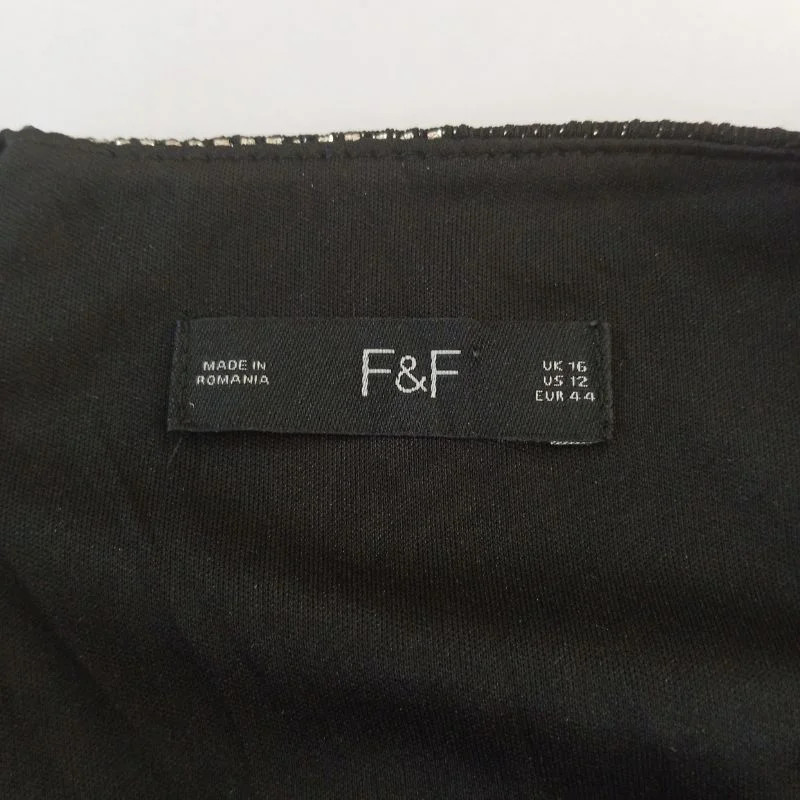 MADE IN
ROMANIA
F&F
UK 16
US 12
EUR 44